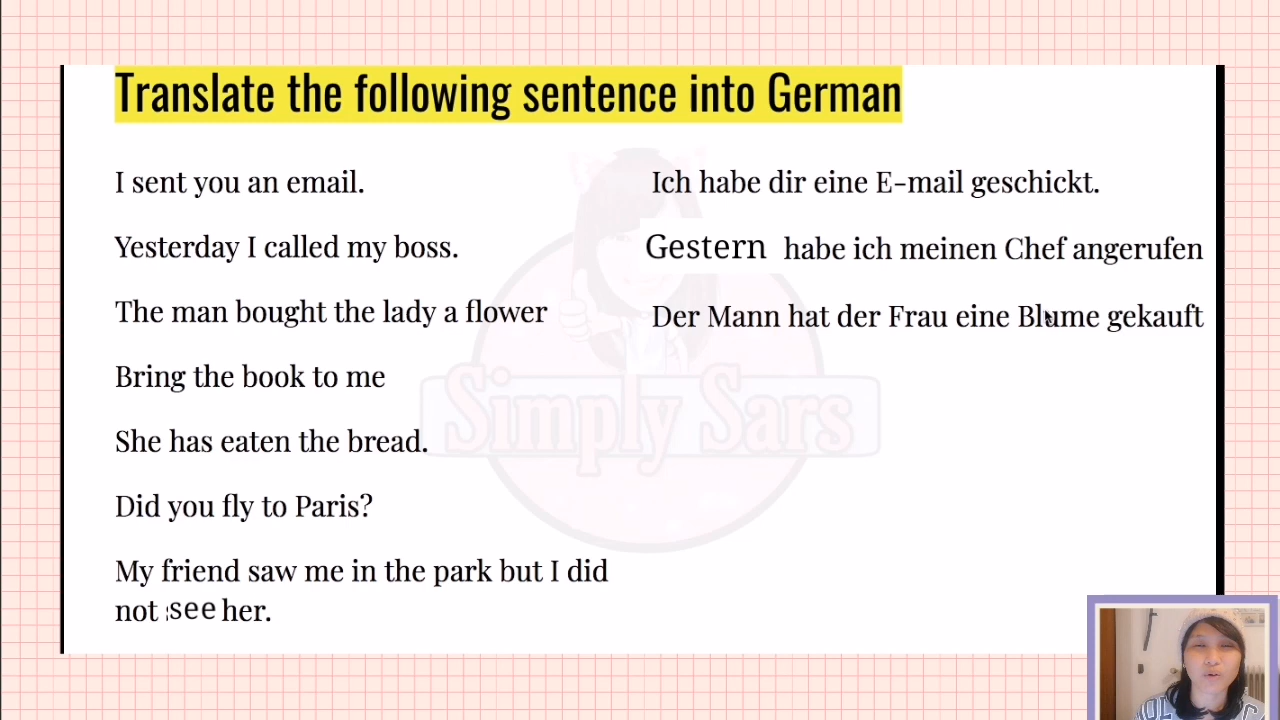 Translate the following sentence into German
I sent you an email.
Ich habe dir eine E-mail geschickt.
Yesterday I called my boss.
Gestern habe ich meinen Chef angerufen
The man bought the lady a flower
Der Mann hat der Frau eine Blume gekauft
Bring the book to me
Simply Sars
She has eaten the bread.
Did you fly to Paris?
My friend saw me in the park but I did
not see her.